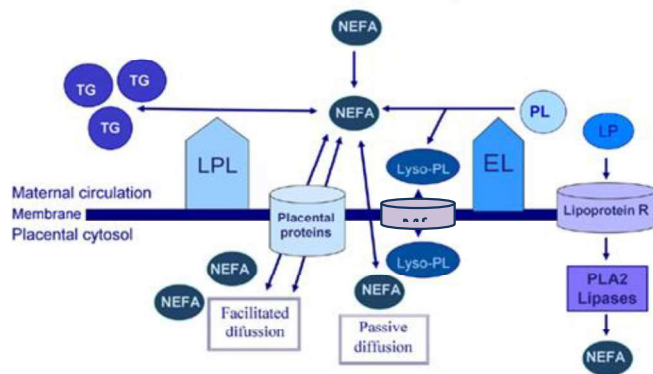 NEFA
TG
TG
TG
NEFA
PL
LP
LPL
Lyso-PL
EL
Maternal circulation
Membrane
Placental cytosol
Placental
proteins
Lipoprotein R
Lyso-PL
NEFA
NEFA
NEFA
PLA2
Lipases
Facilitated
difussion
Passive
diffusion
NEFA